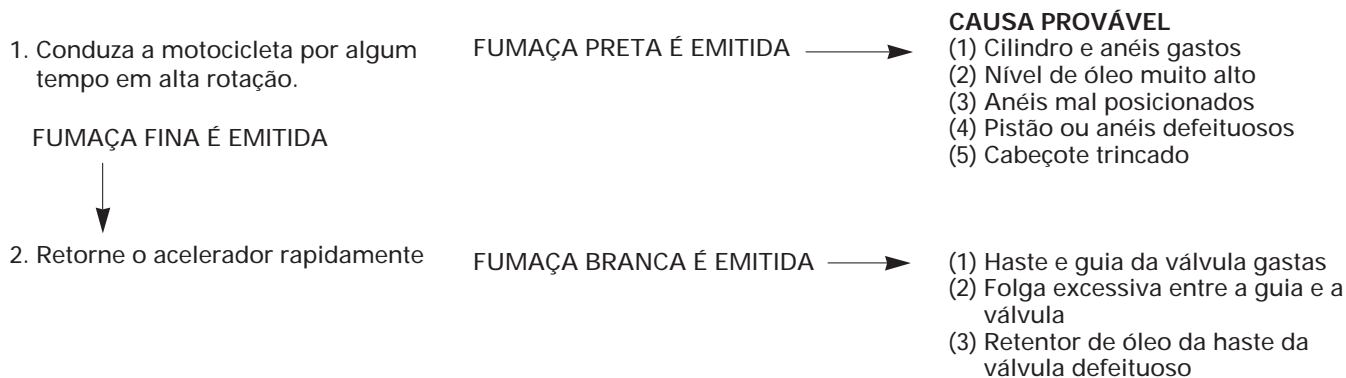 1. Conduza a motocicleta por algum
tempo em alta rotação.
FUMAÇA PRETA É EMITIDA
CAUSA PROVÁVEL
(1) Cilindro e anéis gastos
(2) Nível de óleo muito alto
(3) Anéis mal posicionados
(4) Pistão ou anéis defeituosos
(5) Cabeçote trincado
FUMAÇA FINA É EMITIDA
2. Retorne o acelerador rapidamente
FUMAÇA BRANCA É EMITIDA
(1) Haste e guia da válvula gastas
(2) Folga excessiva entre a guia e a
válvula
(3) Retentor de óleo da haste da
válvula defeituoso